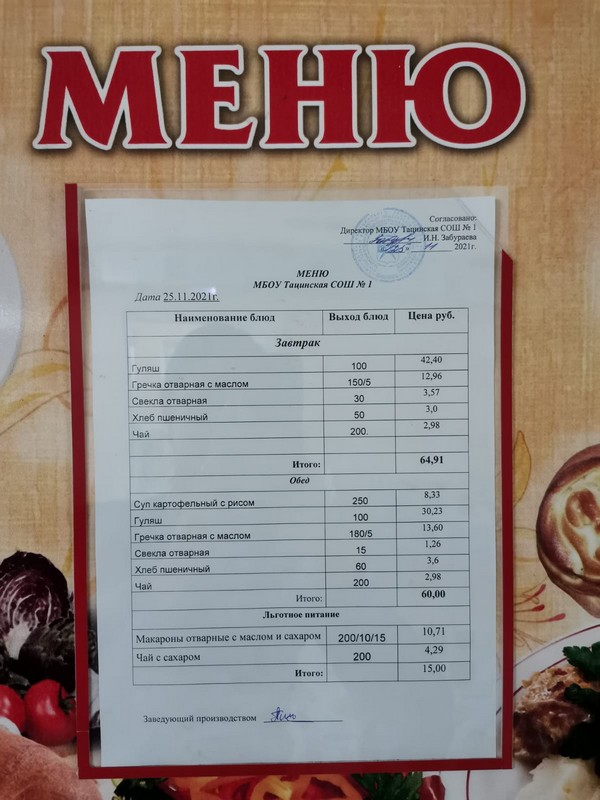 МЕНЮ
Согласовано:
Директор МБОУ Тацинская СОШ № 1
И.Н. Забураева
11 2021г.
МЕНЮ
МБОУ Тацинская СОШ № 1
Дата 25.11.2021г.
Наименование блюд Выход блюд Цена руб.
Завтрак
Гуляш 100 42,40
Гречка отварная с маслом 150/5 12,96
Свекла отварная 30 3,57
Хлеб пшеничный 50 3,0
Чай 200. 2,98
Итого: 64,91
Обед
Суп картофельный с рисом 250 8,33
Гуляш 100 30,23
Гречка отварная с маслом 180/5 13,60
Свекла отварная 15 1,26
Хлеб пшеничный 60 3,6
Чай 200 2,98
Итого: 60,00
Льготное питание
Макароны отварные с маслом и сахаром 200/10/15 10,71
Чай с сахаром 200 4,29
Итого: 15,00
Заведующий производством